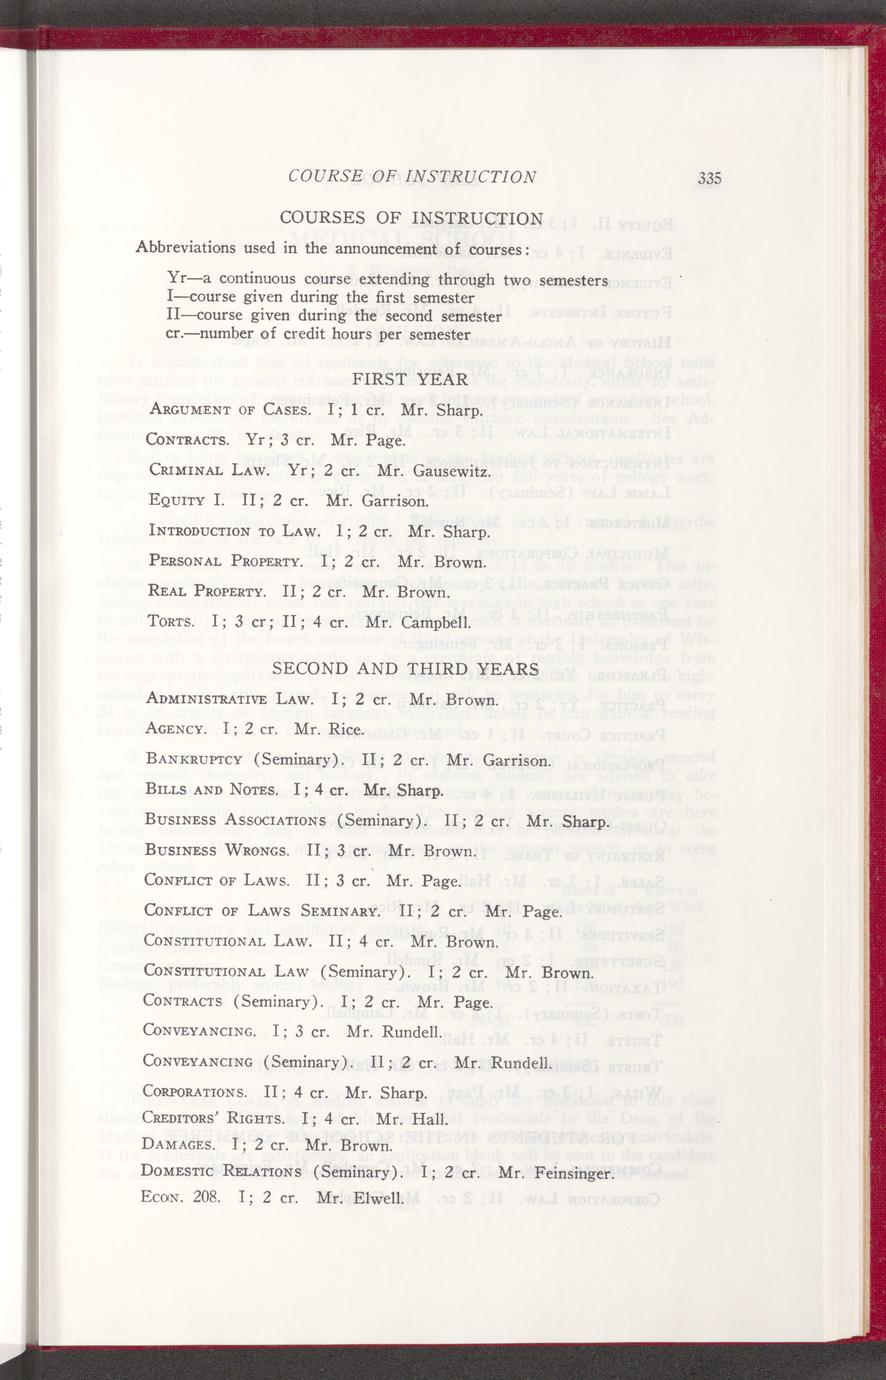 COURSE OF INSTRUCTION 335
COURSES OF INSTRUCTION
Abbreviations used in the announcement of courses:
Yr—a continuous course extending through two semesters
I—course given during the first semester
II—course given during the second semester
cr.—number of credit hours per semester
FIRST YEAR
ARGUMENT OF CASES. I; 1 cr. Mr. Sharp.
CONTRACTS. Yr; 3 cr. Mr. Page.
CRIMINAL LAW. Yr; 2 cr. Mr. Gausewitz.
EQUITY I. II; 2 cr. Mr. Garrison.
INTRODUCTION TO LAW. I; 2 cr. Mr. Sharp.
PERSONAL PROPERTY. I; 2 cr. Mr. Brown.
REAL PROPERTY. II; 2 cr. Mr. Brown.
TORTS. I; 3 cr; II; 4 cr. Mr. Campbell.
SECOND AND THIRD YEARS
ADMINISTRATIVE LAW. I; 2 cr. Mr. Brown.
AGENCY. I; 2 cr. Mr. Rice.
BANKRUPTCY (Seminary). II; 2 cr. Mr. Garrison.
BILLS AND NOTES. I; 4 cr. Mr. Sharp.
BUSINESS ASSOCIATIONS (Seminary). II; 2 cr. Mr. Sharp.
BUSINESS WRONGS. II; 3 cr. Mr. Brown.
CONFLICT OF LAWS. II; 3 cr. Mr. Page.
CONFLICT OF LAWS SEMINARY. II; 2 cr. Mr. Page.
CONSTITUTIONAL LAW. II; 4 cr. Mr. Brown.
CONSTITUTIONAL LAW (Seminary). I; 2 cr. Mr. Brown.
CONTRACTS (Seminary). I; 2 cr. Mr. Page.
CONVEYANCING. I; 3 cr. Mr. Rundell.
CONVEYANCING (Seminary). II; 2 cr. Mr. Rundell.
CORPORATIONS. II; 4 cr. Mr. Sharp.
CREDITORS' RIGHTS. I; 4 cr. Mr. Hall.
DAMAGES. I; 2 cr. Mr. Brown.
DOMESTIC RELATIONS (Seminary). I; 2 cr. Mr. Feinsinger.
ECON. 208. I; 2 cr. Mr. Elwell.